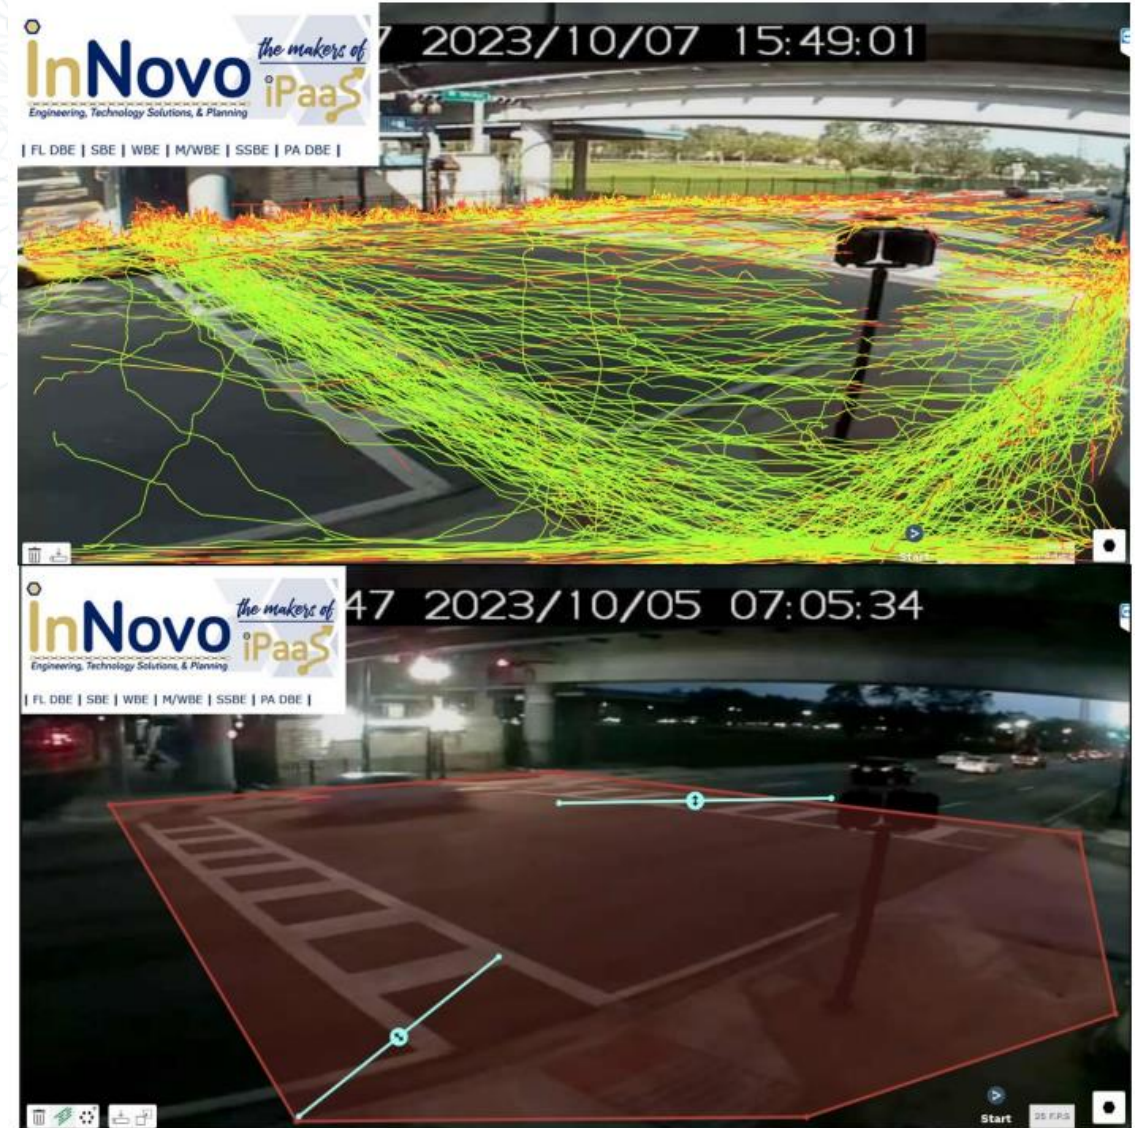 InNovo the makers of iPaaS
Engineering, Technology Solutions, & Planning
| FL DBE | SBE | WBE | M/WBE | SSBE | PA DBE |
7 2023/10/07 15:49:01
Start
InNovo the makers of iPaaS
Engineering, Technology Solutions, & Planning
| FL DBE | SBE | WBE | M/WBE | SSBE | PA DBE |
47 2023/10/05 07:05:34
Start
25 F.P.S